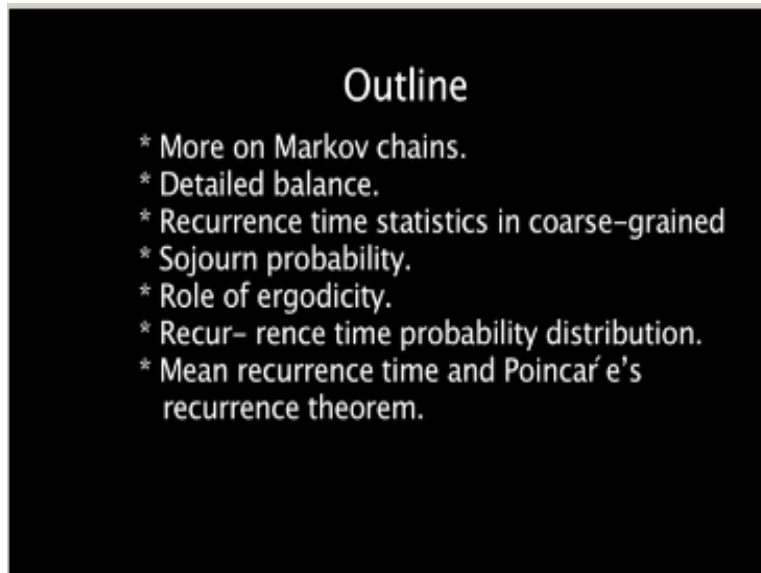 Outline
* More on Markov chains.
* Detailed balance.
* Recurrence time statistics in coarse-grained
* Sojourn probability.
* Role of ergodicity.
* Recur- rence time probability distribution.
* Mean recurrence time and Poincar ́e's
recurrence theorem.